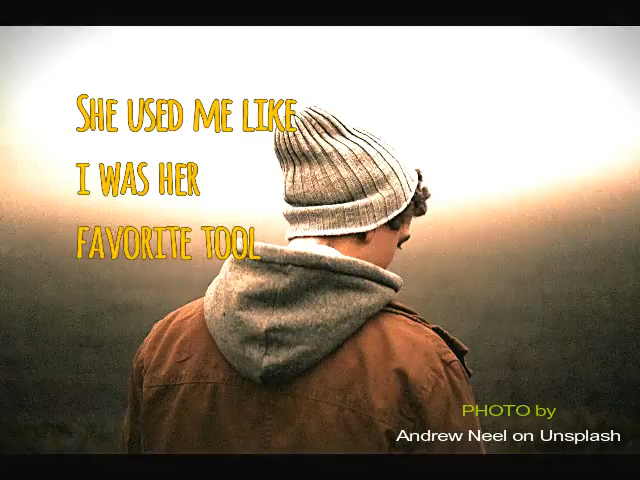 She used me like
i was her
favorite tool
PHOTO by
Andrew Neel on Unsplash